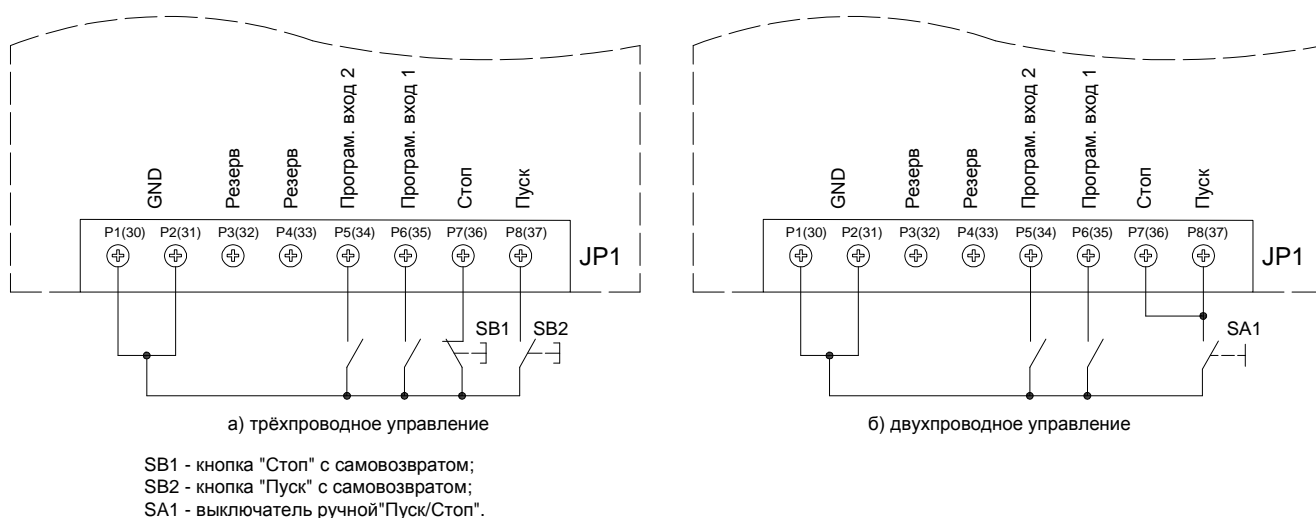 GND
Резерв
Резерв
Програм. вход 2
Програм. вход 1
Стоп
Пуск
P1(30) P2(31) P3(32) P4(33) P5(34) P6(35) P7(36) P8(37)
JP1
SB1
SB2
а) трёхпроводное управление
SB1 - кнопка "Стоп" с самовозвратом;
SB2 - кнопка "Пуск" с самовозвратом;
SA1 - выключатель ручной"Пуск/Стоп".
GND
Резерв
Резерв
Програм. вход 2
Програм. вход 1
Стоп
Пуск
P1(30) P2(31) P3(32) P4(33) P5(34) P6(35) P7(36) P8(37)
JP1
SA1
б) двухпроводное управление